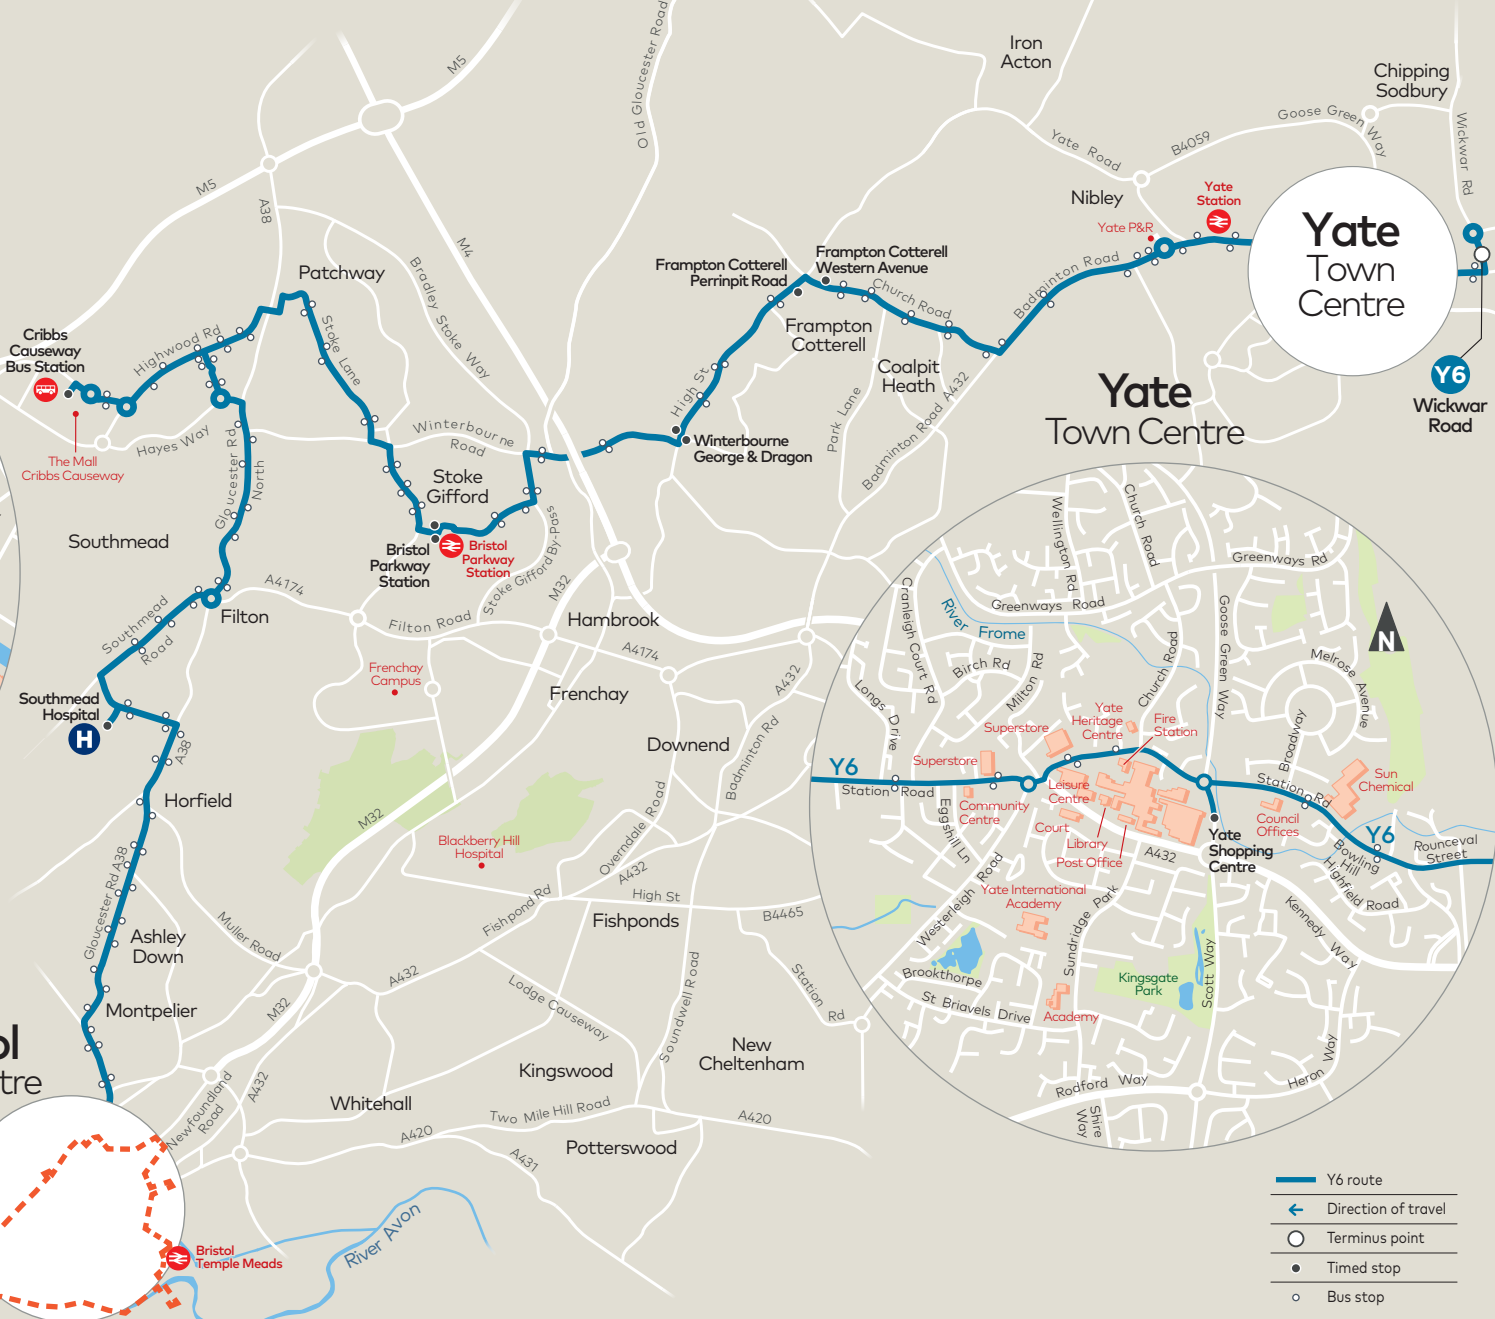 Old Gloucester Road
M5
Iron
Acton
Chipping
Sodbury
Goose Green
Way
Wickwar Rd
Yate Road
B4059
M5
A38
M4
Nibley
Yate
Station
Yate P&R
Yate
Town
Centre
Patchway
Bradley Stoke Way
Frampton Cotterell
Perrinpit Road
Frampton Cotterell
Western Avenue
Church Road
Badminton Road
Cribbs
Causeway
Bus Station
Highwood Rd
Stoke Lane
Frampton
Cotterell
Coalpit
Heath
Y6
Wickwar
Road
Yate
Town Centre
High St
Park Lane
Badminton Road A432
The Mall
Cribbs Causeway
Hayes Way
Gloucester Rd
North
Winterbourne
Road
Winterbourne
George & Dragon
Stoke
Gifford
Southmead
Bristol
Parkway
Station
Bristol
Parkway
Station
Stoke Gifford By-Pass
M32
A4174
Southmead
Road
Filton
Filton Road
Hambrook
A4174
Frenchay
Campus
Frenchay
A432
Southmead
Hospital
H
A38
Downend
Badminton Rd
Horfield
M32
Blackberry Hill
Hospital
Overndale Road
A432
Gloucester Rd A38
Fishpond Rd
High St
Fishponds
B4465
Muller Road
Ashley
Down
A432
Lodge Causeway
Soundwell Road
Station
Rd
Montpelier
M32
ol
tre
New
Cheltenham
Kingswood
Newfoundland
Road
A432
Whitehall
Two Mile Hill Road
A420
A420
A431
Potterswood
River Avon
Bristol
Temple Meads
Wellington Rd
Church Road
Greenways Rd
Cranleigh Court Rd
River Frome
Greenways Road
Goose Green Way
N
Birch Rd
Milton Rd
Church Road
Melrose Avenue
Longs Drive
Broadway
Yate
Heritage
Centre
Fire
Station
Superstore
Superstore
Y6
Station Road
Leisure
Centre
Community
Centre
Court
Library
Post Office
Station Rd
Sun
Chemical
Council
Offices
Y6
Yate
Shopping
Centre
A432
Bowling
Hill
Rounceval
Street
Highfield Road
Eggshill Ln
Westerleigh Road
Yate International
Academy
Sundridge Park
Kennedy Way
Brookthorpe
St Briavels Drive
Kingsgate
Park
Scott Way
Academy
Rodford Way
Shire
Way
Heron Way
Y6 route
Direction of travel
Terminus point
Timed stop
Bus stop